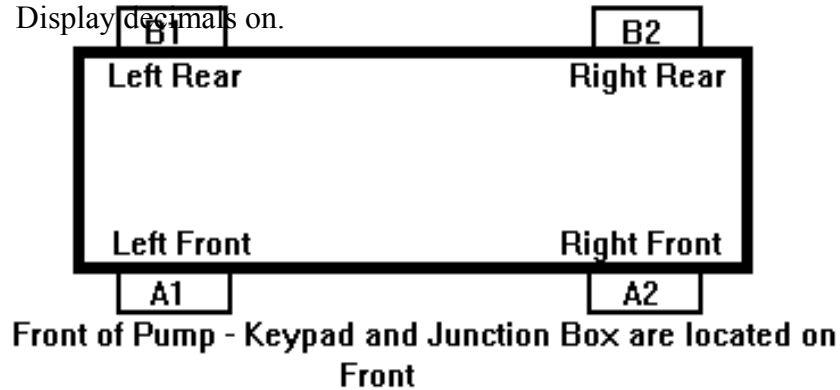 Display decimals on.
B1 B2
Left Rear Right Rear
Left Front Right Front
A1 A2
Front of Pump - Keypad and Junction Box are located on
Front